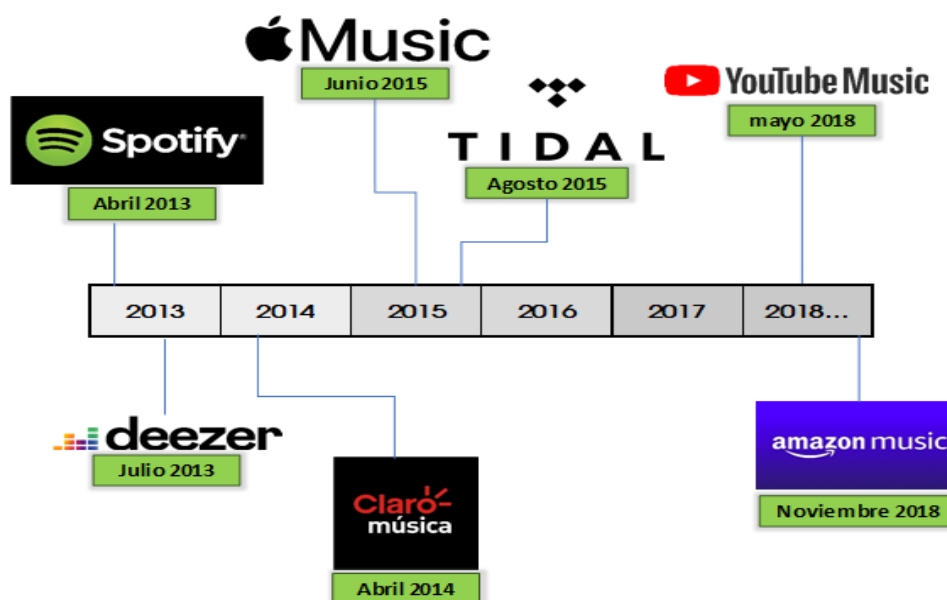 Music
Junio 2015
YouTube Music
mayo 2018
Spotify
TIDAL
Abril 2013
Agosto 2015
2013 2014 2015 2016 2017 2018...
deezer
Julio 2013
Claro
música
Abril 2014
amazon music
Noviembre 2018